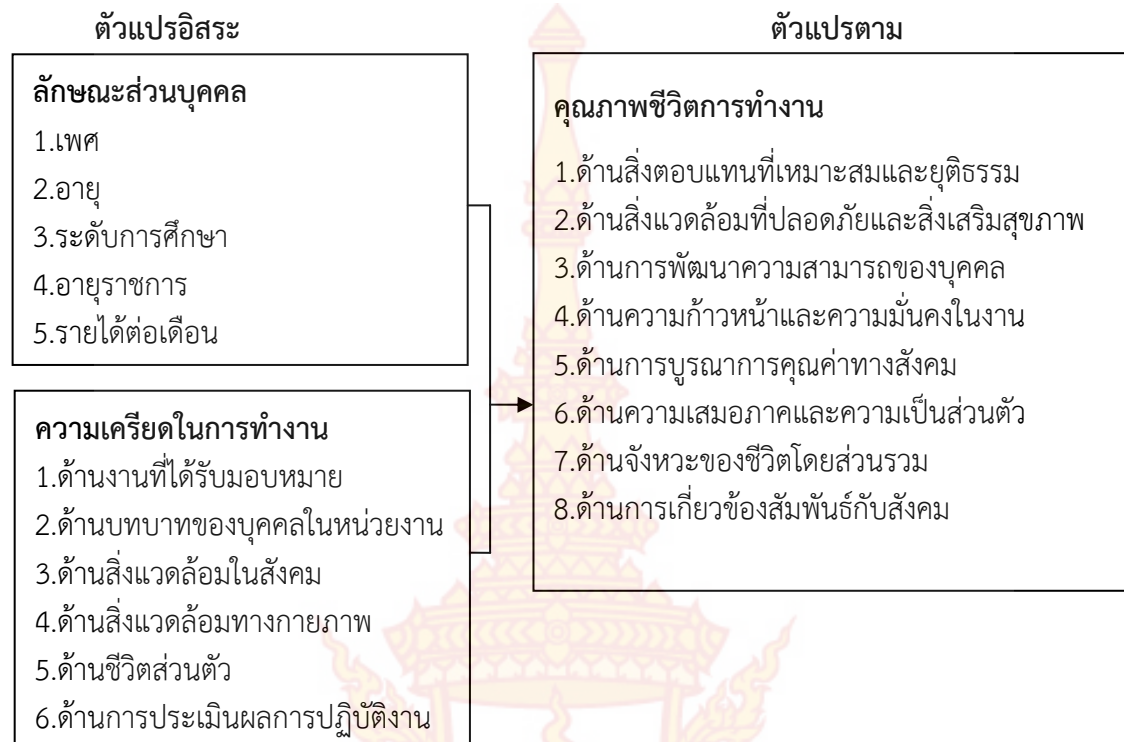 ตัวแปรอิสระ
ลักษณะส่วนบุคคล
1.เพศ
2.อายุ
3.ระดับการศึกษา
4.อายุราชการ
5.รายได้ต่อเดือน
ความเครียดในการทำงาน
1.ด้านงานที่ได้รับมอบหมาย
2.ด้านบทบาทของบุคคลในหน่วยงาน
3.ด้านสิ่งแวดล้อมในสังคม
4.ด้านสิ่งแวดล้อมทางกายภาพ
5.ด้านชีวิตส่วนตัว
6.ด้านการประเมินผลการปฏิบัติงาน
ตัวแปรตาม
คุณภาพชีวิตการทำงาน
1.ด้านสิ่งตอบแทนที่เหมาะสมและยุติธรรม
2.ด้านสิ่งแวดล้อมที่ปลอดภัยและสิ่งเสริมสุขภาพ
3.ด้านการพัฒนาความสามารถของบุคคล
4.ด้านความก้าวหน้าและความมั่นคงในงาน
5.ด้านการบูรณาการคุณค่าทางสังคม
6.ด้านความเสมอภาคและความเป็นส่วนตัว
7.ด้านจังหวะของชีวิตโดยส่วนรวม
8.ด้านการเกี่ยวข้องสัมพันธ์กับสังคม